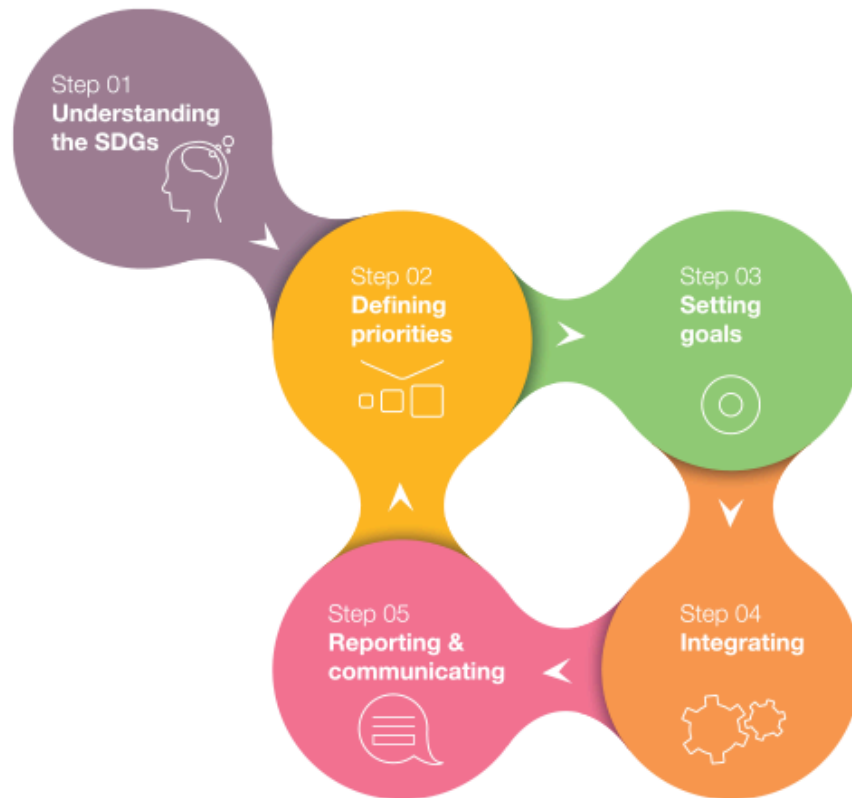 Step 01
Understanding
the SDGs
Step 02
Defining
priorities
Step 03
Setting
goals
Step 04
Integrating
Step 05
Reporting &
communicating